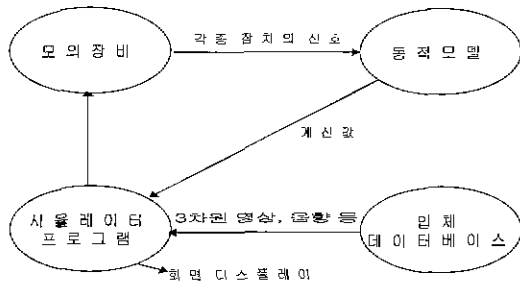 모의장비
각종 장치의 신호
동적모델
계산값
시뮬레이터
프로그램
3차원 영상, 음향 등
입체
데이터베이스
화면 디스플레이